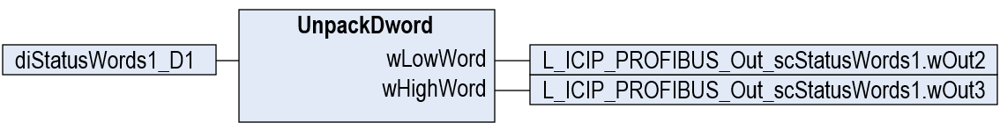 UnpackDword
diStatusWords1_D1
wLowWord
L_ICIP_PROFIBUS_Out_scStatusWords1.wOut2
wHighWord
L_ICIP_PROFIBUS_Out_scStatusWords1.wOut3